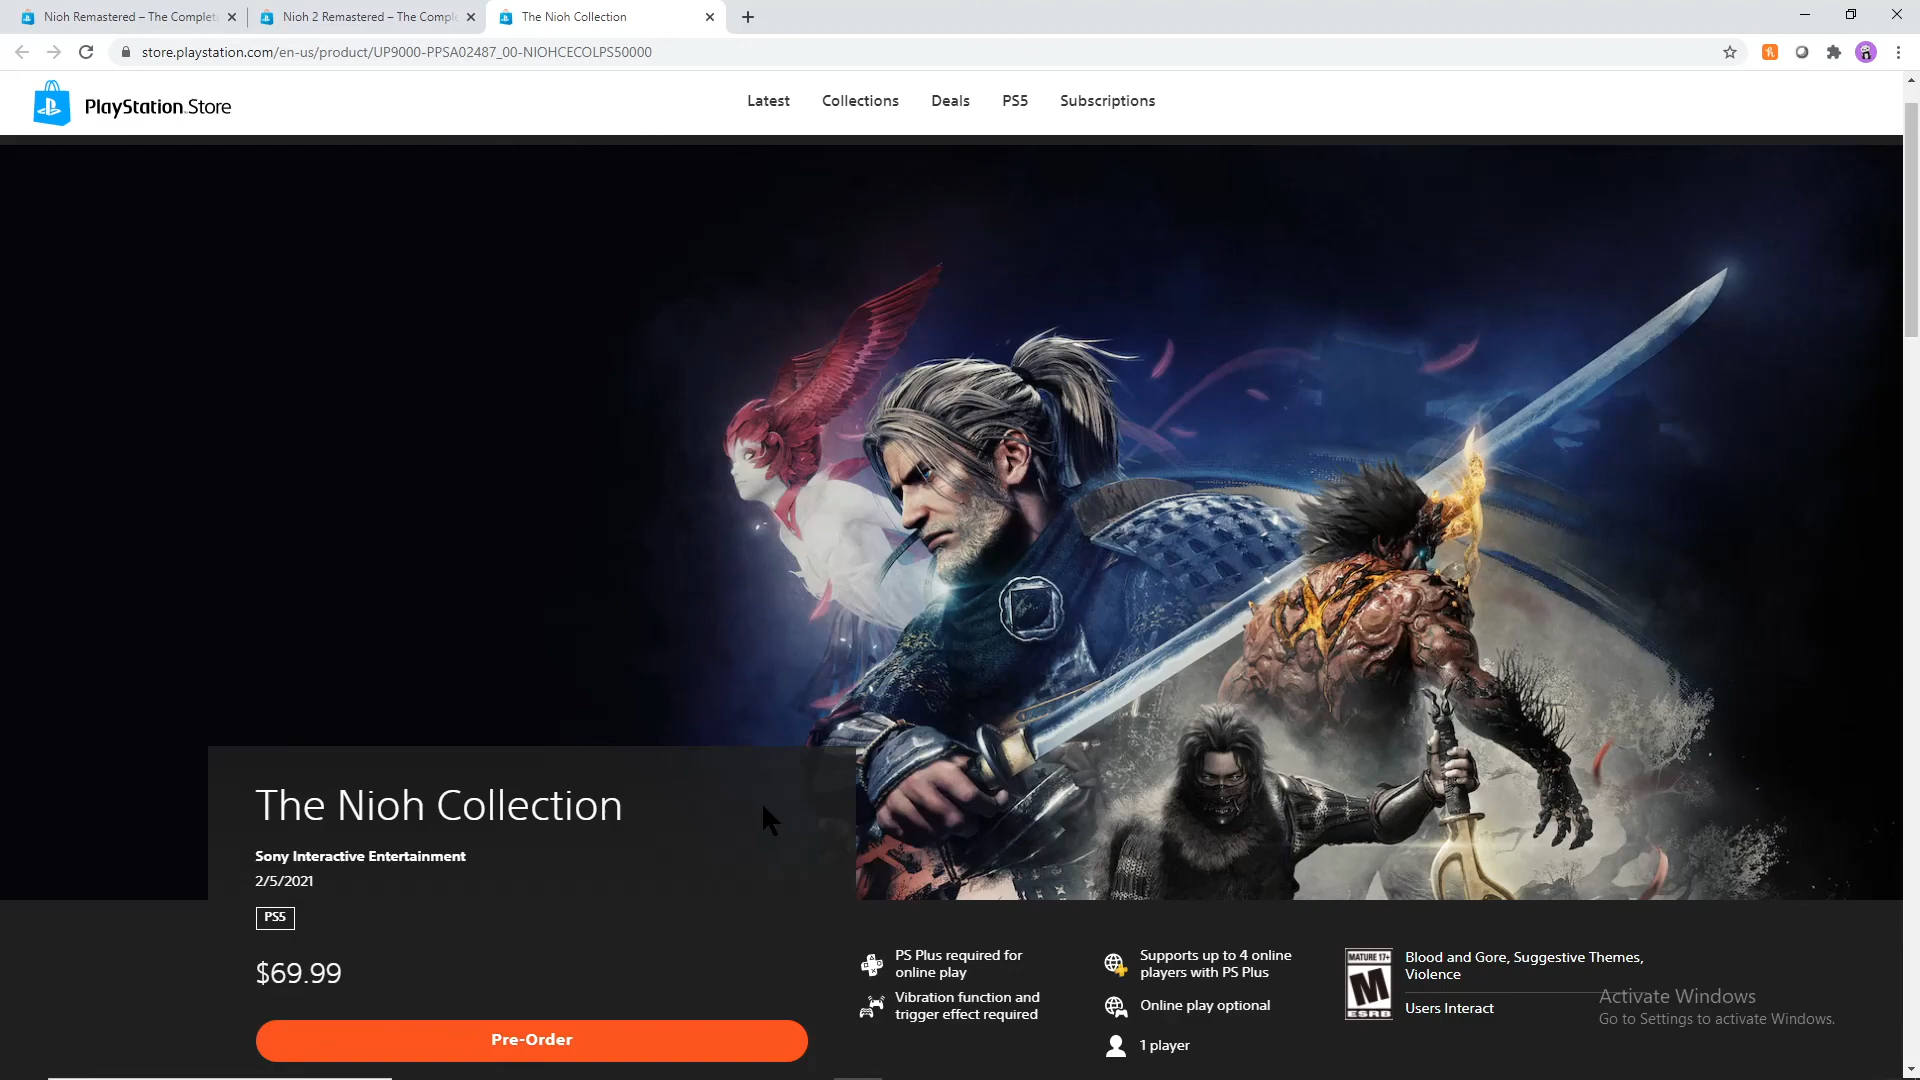 Nioh Remastered – The Complet
Nioh 2 Remastered – The Comple
The Nioh Collection
store.playstation.com/en-us/product/UP9000-PPSA02487_00-NIOHCECOLPS50000
PlayStation Store
Latest
Collections
Deals
PS5
Subscriptions
The Nioh Collection
Sony Interactive Entertainment
2/5/2021
PS5
$69.99
Pre-Order
PS Plus required for
online play
Vibration function and
trigger effect required
Supports up to 4 online
players with PS Plus
Online play optional
1 player
MATURE 17+
M
ESRB
Blood and Gore, Suggestive Themes,
Violence
Users Interact
Activate Windows
Go to Settings to activate Windows.